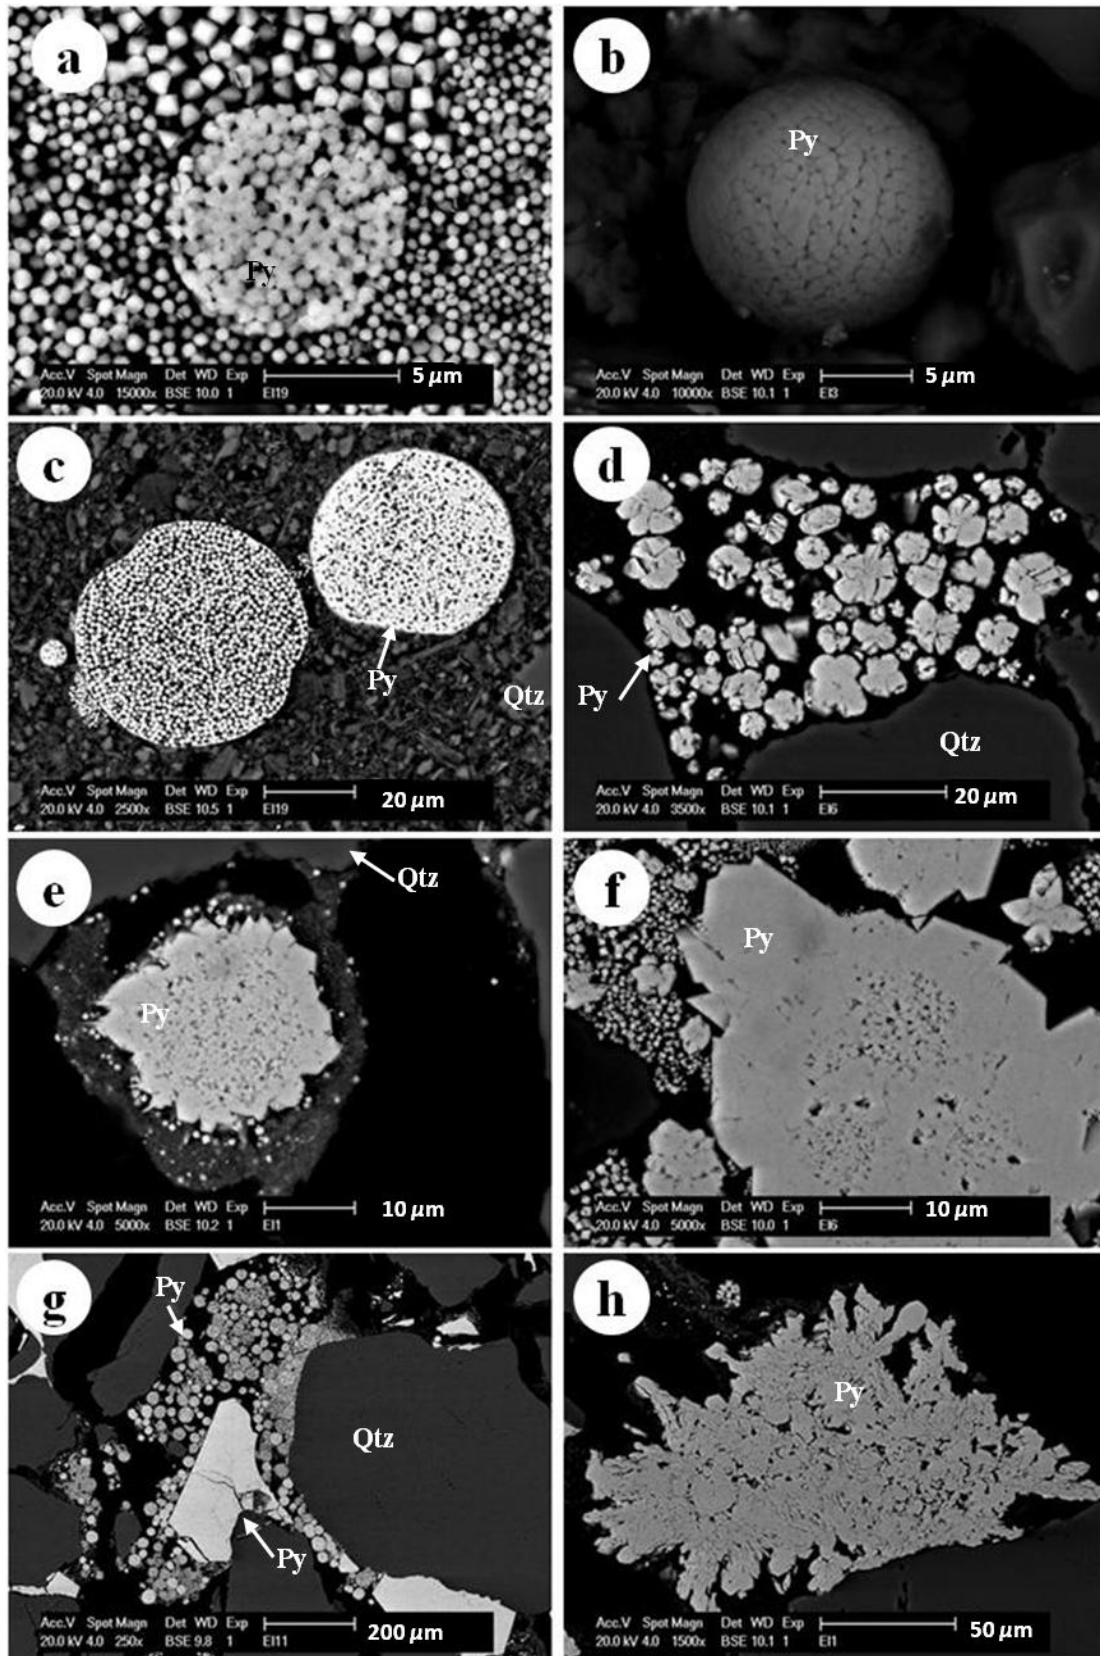 a
Py
Acc.V Spot Magn Det WD Exp 5 µm
20.0 kV 4.0 15000x BSE 10.0 1 El19
b
Py
Acc.V Spot Magn Det WD Exp 5 µm
20.0 kV 4.0 10000x BSE 10.1 1 El3
c
Py
Qtz
Acc.V Spot Magn Det WD Exp 20 µm
20.0 kV 4.0 2500x BSE 10.5 1 El19
d
Py
Qtz
Acc.V Spot Magn Det WD Exp 20 µm
20.0 kV 4.0 3500x BSE 10.1 1 El6
e
Qtz
Py
Acc.V Spot Magn Det WD Exp 10 µm
20.0 kV 4.0 5000x BSE 10.2 1 El1
f
Py
Acc.V Spot Magn Det WD Exp 10 µm
20.0 kV 4.0 5000x BSE 10.0 1 El6
g
Py
Qtz
Py
Acc.V Spot Magn Det WD Exp 200 µm
20.0 kV 4.0 250x BSE 9.8 1 El11
h
Py
Acc.V Spot Magn Det WD Exp 50 µm
20.0 kV 4.0 1500x BSE 10.1 1 El1